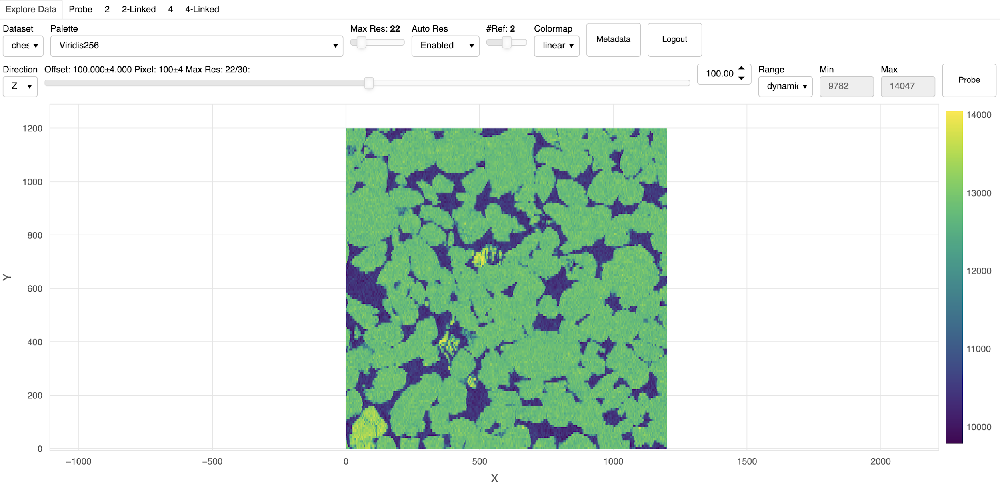 Explore Data Probe 2 2-Linked 4 4-Linked
Dataset Palette Max Res: 22 Auto Res #Ref: 2 Colormap
ches Viridis256 Enabled linear Metadata Logout
Direction Offset: 100.000±4.000 Pixel: 100±4 Max Res: 22/30: Range Min Max
Z 100.00 dynamic 9782 14047 Probe
1200
1000
800
600
400
200
0
Y
−1000 −500 0 500 1000 1500 2000
X
14000
13000
12000
11000
10000